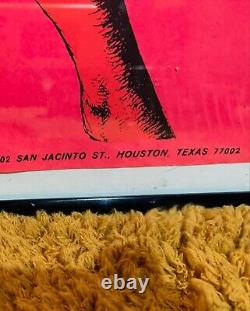 02 SAN JACINTO ST., HOUSTON, TEXAS 77002
ebay